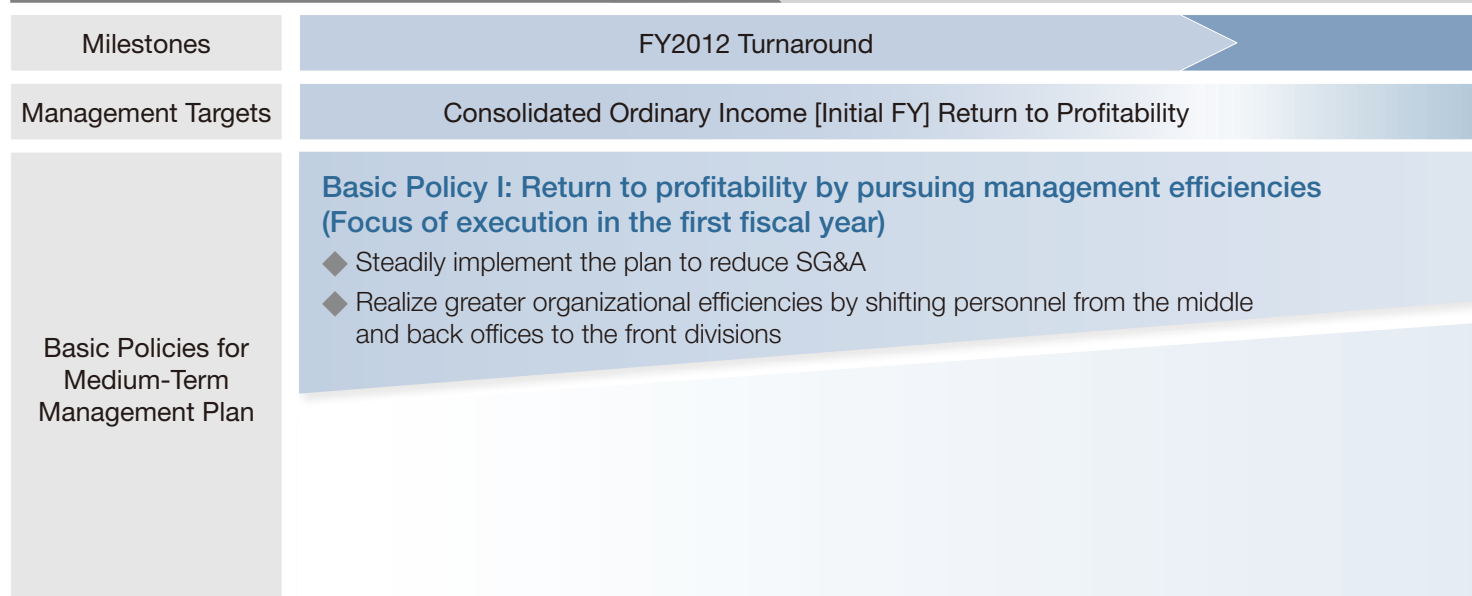 Milestones
FY2012 Turnaround
Management Targets
Consolidated Ordinary Income [Initial FY] Return to Profitability
Basic Policies for
Medium-Term
Management Plan
Basic Policy I: Return to profitability by pursuing management efficiencies
(Focus of execution in the first fiscal year)
◆ Steadily implement the plan to reduce SG&A
◆ Realize greater organizational efficiencies by shifting personnel from the middle
and back offices to the front divisions